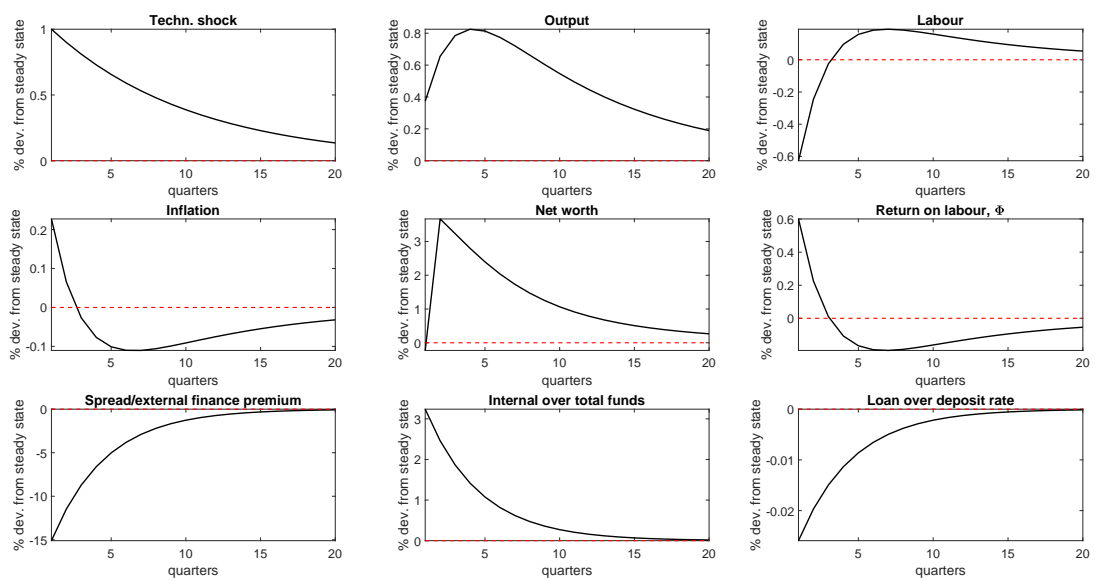 Techn. shock
% dev. from steady state
1
0.5
0
5 10 15 20
quarters
Output
% dev. from steady state
0.8
0.6
0.4
0.2
0
5 10 15 20
quarters
Labour
% dev. from steady state
0
-0.2
-0.4
-0.6
5 10 15 20
quarters
Inflation
% dev. from steady state
0.2
0.1
0
-0.1
5 10 15 20
quarters
Net worth
% dev. from steady state
3
2
1
0
5 10 15 20
quarters
Return on labour, Φ
% dev. from steady state
0.6
0.4
0.2
0
5 10 15 20
quarters
Spread/external finance premium
% dev. from steady state
0
-5
-10
-15
5 10 15 20
quarters
Internal over total funds
% dev. from steady state
3
2
1
0
5 10 15 20
quarters
Loan over deposit rate
% dev. from steady state
0
-0.01
-0.02
5 10 15 20
quarters